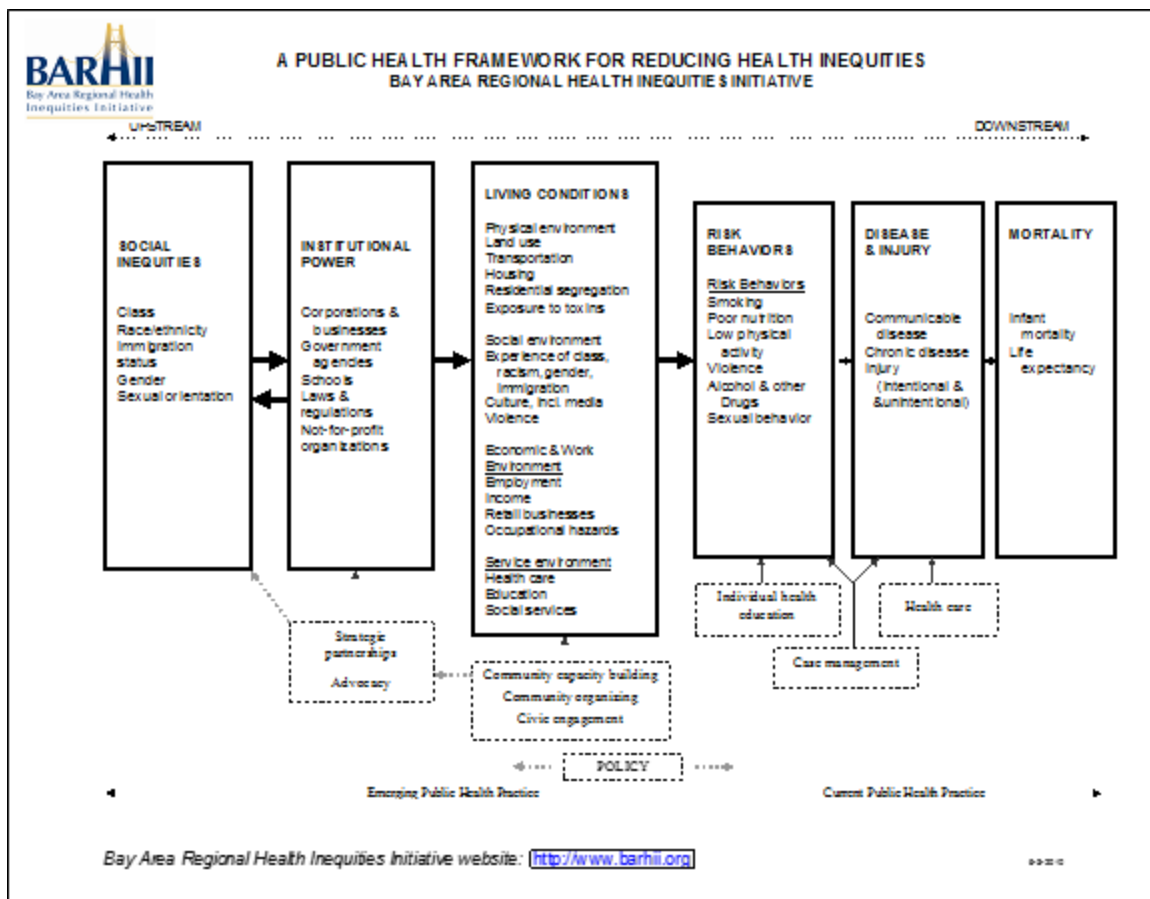 BARHII
Bay Area Regional Health
Inequities Initiative
A PUBLIC HEALTH FRAMEWORK FOR REDUCING HEALTH INEQUITIES
BAY AREA REGIONAL HEALTH INEQUITIES INITIATIVE
UPSTREAM
DOWNSTREAM
SOCIAL
INEQUITIES
Class
Race/ethnicity
Immigration
status
Gender
Sexual orientation
INSTITUTIONAL
POWER
Corporations &
businesses
Government
agencies
Schools
Laws &
regulations
Not-for-profit
organizations
LIVING CONDITIONS
Physical environment
Land use
Transportation
Housing
Residential segregation
Exposure to toxins
Social environment
Experience of class,
racism, gender,
immigration
Culture, incl. media
Violence
Economic & Work
Environment
Employment
Income
Retail businesses
Occupational hazards
Service environment
Health care
Education
Social services
RISK
BEHAVIORS
Risk Behaviors
Smoking
Poor nutrition
Low physical
activity
Violence
Alcohol & other
Drugs
Sexual behavior
DISEASE
& INJURY
Communicable
disease
Chronic disease
Injury
(intentional &
&unintentional)
MORTALITY
Infant
mortality
Life
expectancy
Strategic
partnerships
Advocacy
Community capacity building
Community organizing
Civic engagement
Individual health
education
Health care
Case management
POLICY
Emerging Public Health Practice
Current Public Health Practice
Bay Area Regional Health Inequities Initiative website: http://www.barhii.org